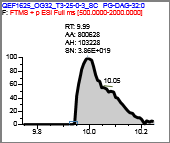 QEF1625_OG32_T3-25-0-3_SC PG-DAG-32:0
F: FTMS + p ESI Full ms [500.0000-2000.0000]
RT: 9.99
AA: 800628
AH: 103228
SN: 3.86E+019
100
80
60
40
20
0
10.05
9.8
10.0
10.2